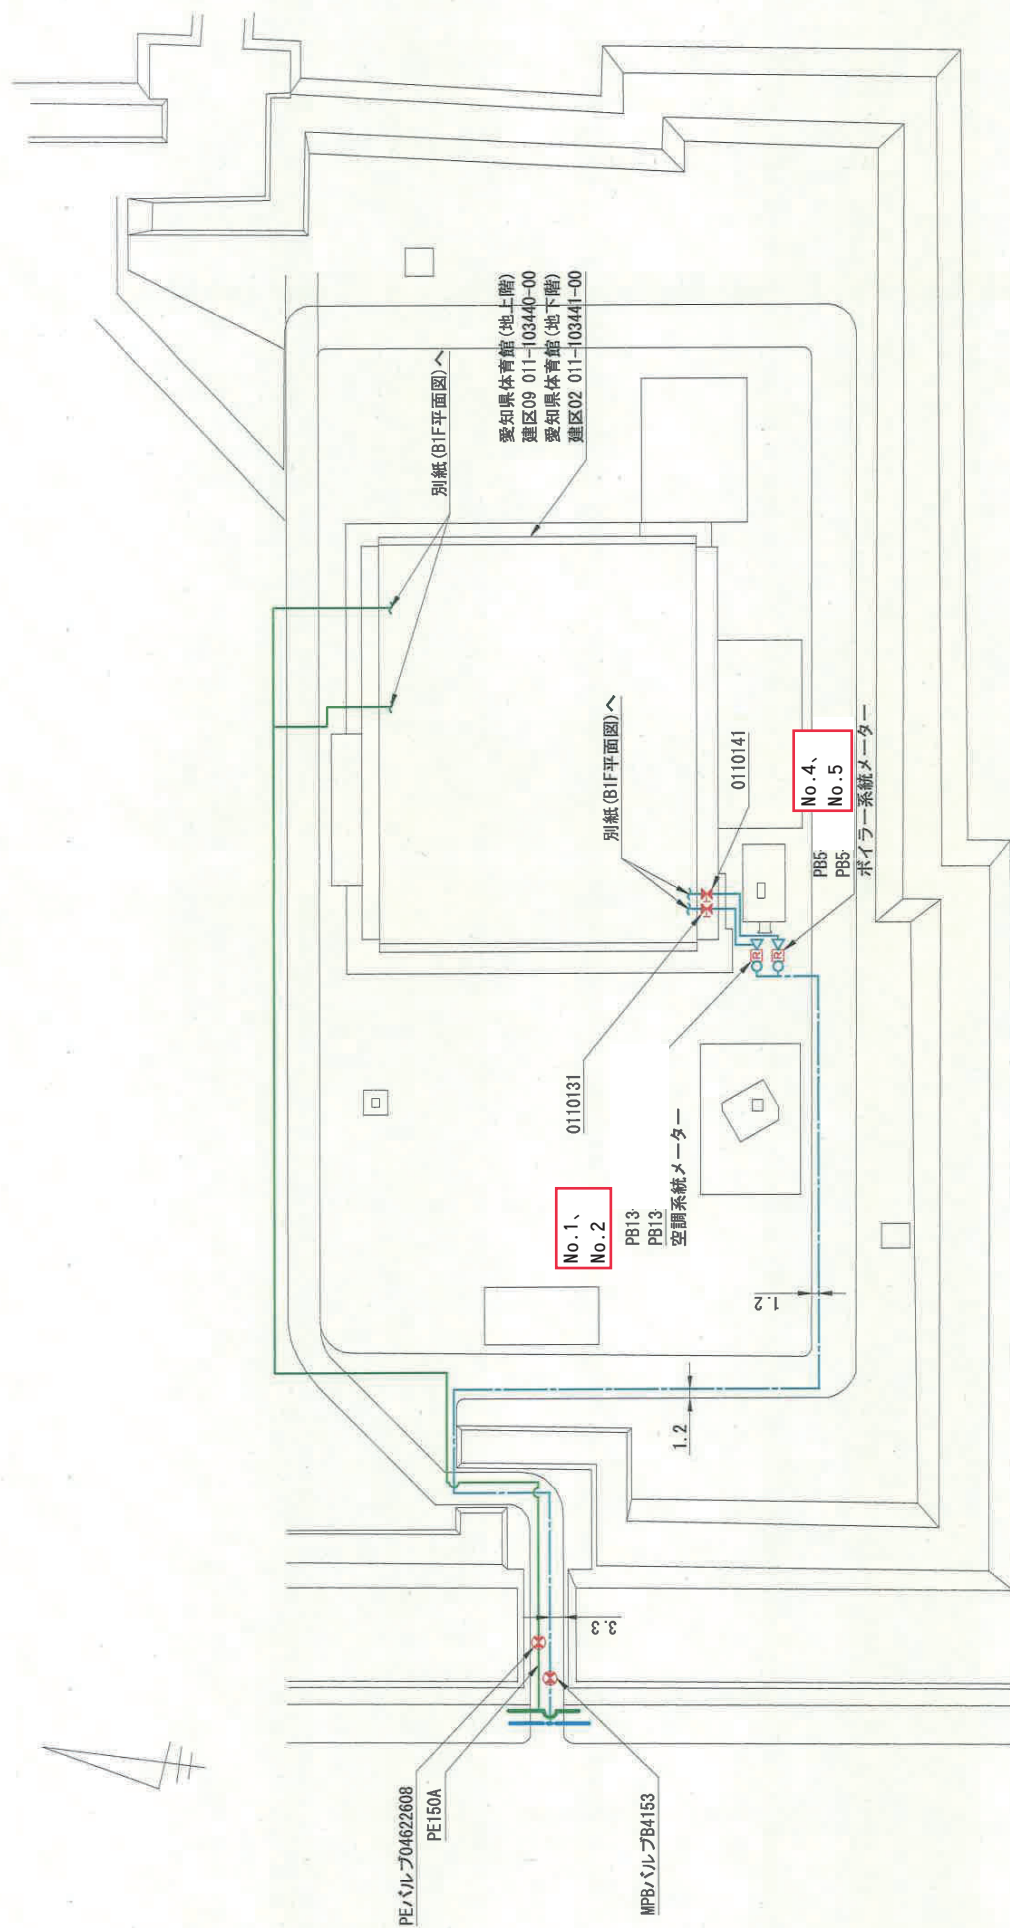 愛知県体育館(地上階)
建区09 011-103440-00
愛知県体育館(地下階)
建区02 011-103441-00
別紙(B1F平面図)へ
別紙(B1F平面図)へ
0110141
No.4、
No.5
PB5
PB5
ボイラー系統メーター
R
R
0110131
No.1、
No.2
PB13
PB13
空調系統メーター
1.2
1.2
3.3
PEバルブ04622608
PE150A
MPBバルブB4153